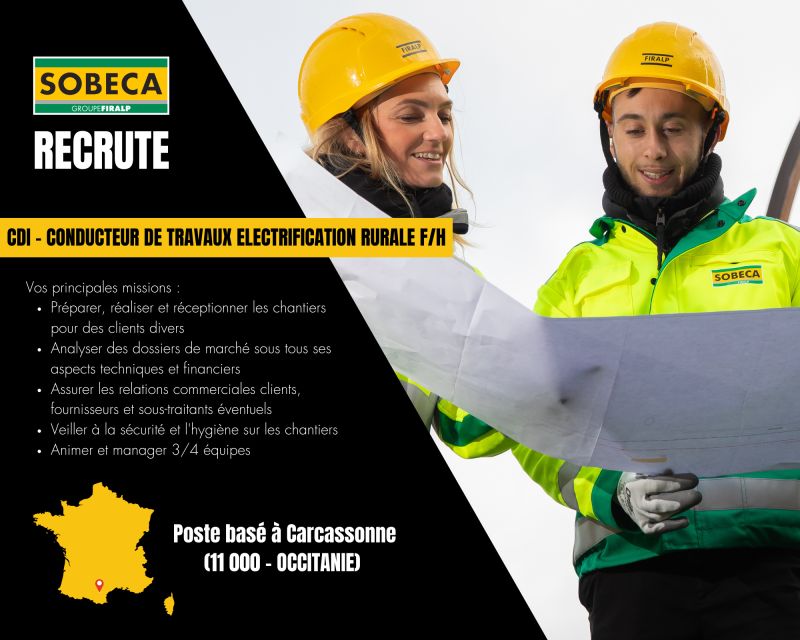 SOBECA
GROUPE FIRALP
RECRUTE
CDI - CONDUCTEUR DE TRAVAUX ELECTRIFICATION RURALE F/H
Vos principales missions :
• Préparer, réaliser et réceptionner les chantiers
pour des clients divers
• Analyser des dossiers de marché sous tous ses
aspects techniques et financiers
• Assurer les relations commerciales clients,
fournisseurs et sous-traitants éventuels
• Veiller à la sécurité et l'hygiène sur les chantiers
• Animer et manager 3/4 équipes
Poste basé à Carcassonne
(11 000 - OCCITANIE)
FIRALP
FIRALP
SOBECA
FIRALP